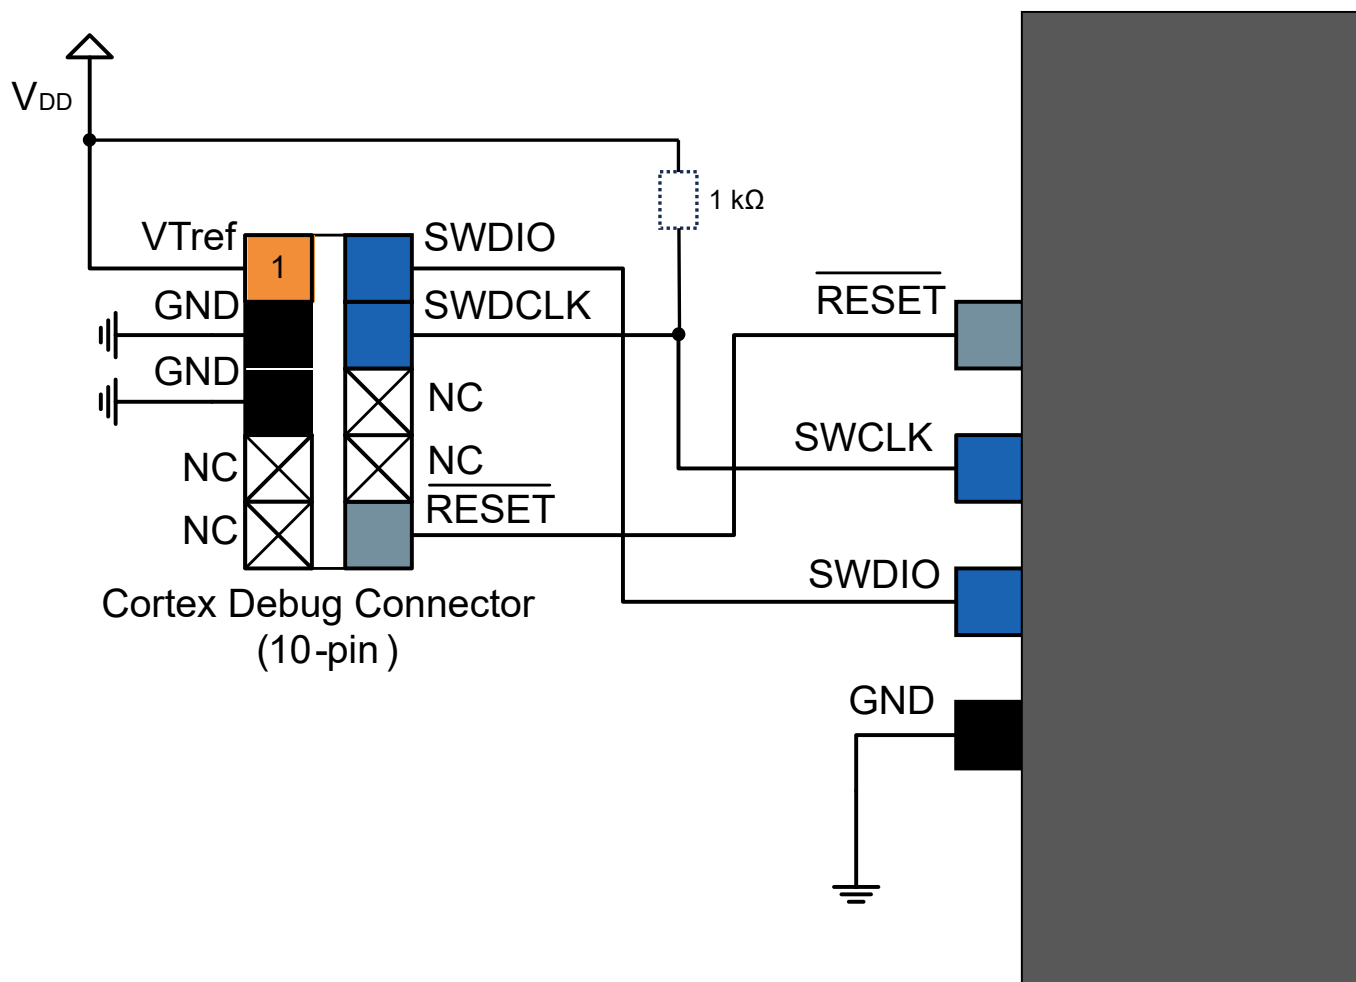 VDD
1 kΩ
VTref
1
SWDIO
GND
SWDCLK
RESET
GND
NC
SWCLK
NC
NC
NC
RESET
SWDIO
Cortex Debug Connector
(10-pin )
GND